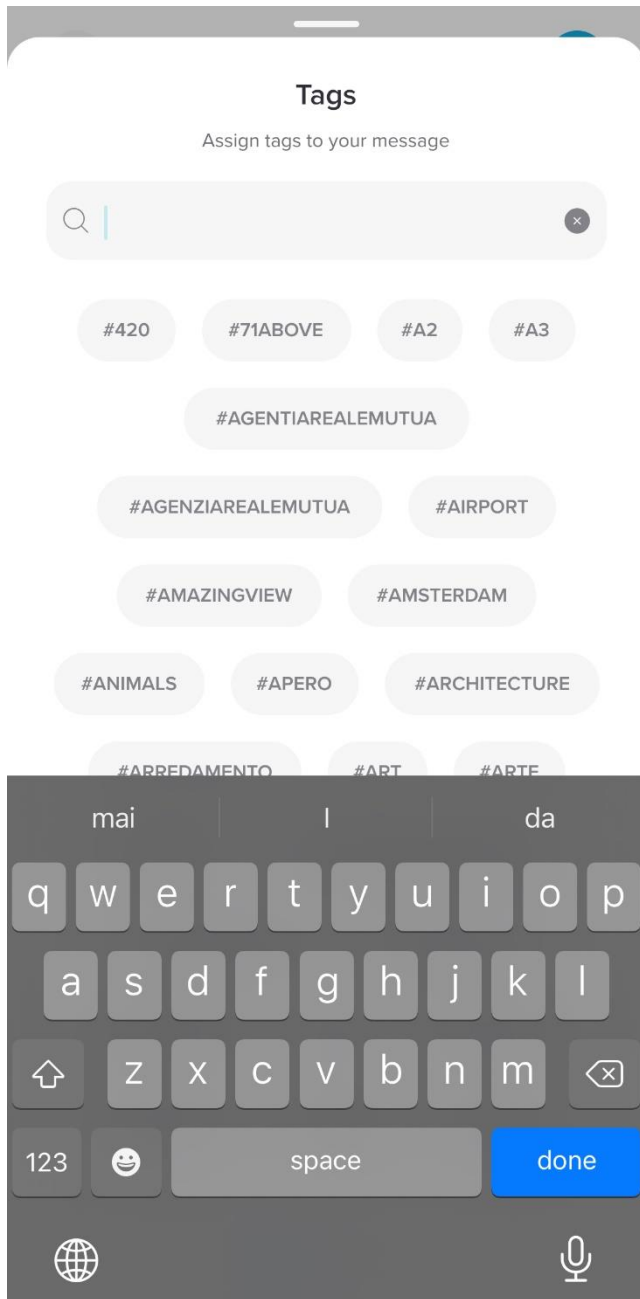 Tags
Assign tags to your message
#420 #71ABOVE #A2 #A3
#AGENTIAREALEMUTUA
#AGENZIAREALEMUTUA #AIRPORT
#AMAZINGVIEW #AMSTERDAM
#ANIMALS #APERO #ARCHITECTURE
#ARREDAMENTO #ART #ARTE
mai I da
q w e r t y u i o p
a s d f g h j k l
z x c v b n m
123 space done